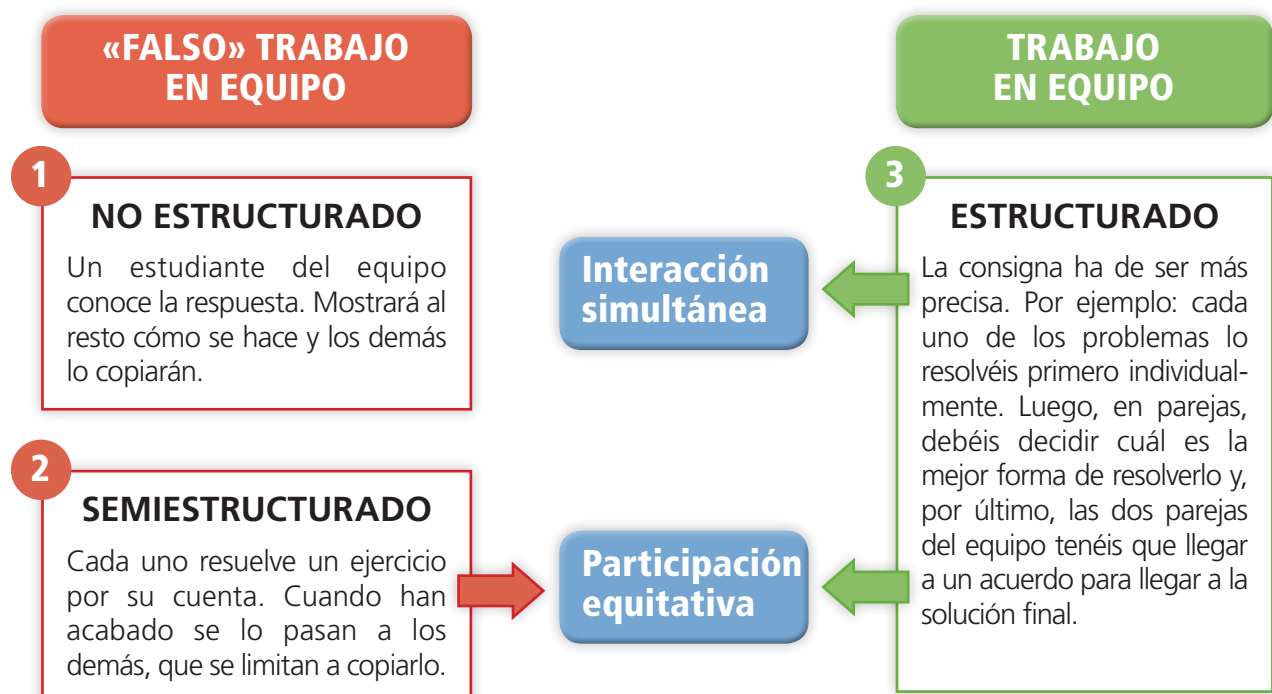 «FALSO» TRABAJO
EN EQUIPO
1
NO ESTRUCTURADO
Un estudiante del equipo
conoce la respuesta. Mostrará al
resto cómo se hace y los demás
lo copiarán.
2
SEMIESTRUCTURADO
Cada uno resuelve un ejercicio
por su cuenta. Cuando han
acabado se lo pasan a los
demás, que se limitan a copiarlo.
Interacción
simultánea
Participación
equitativa
TRABAJO
EN EQUIPO
3
ESTRUCTURADO
La consigna ha de ser más
precisa. Por ejemplo: cada
uno de los problemas lo
resolvéis primero individual-
mente. Luego, en parejas,
debéis decidir cuál es la
mejor forma de resolverlo y,
por último, las dos parejas
del equipo tenéis que llegar
a un acuerdo para llegar a la
solución final.